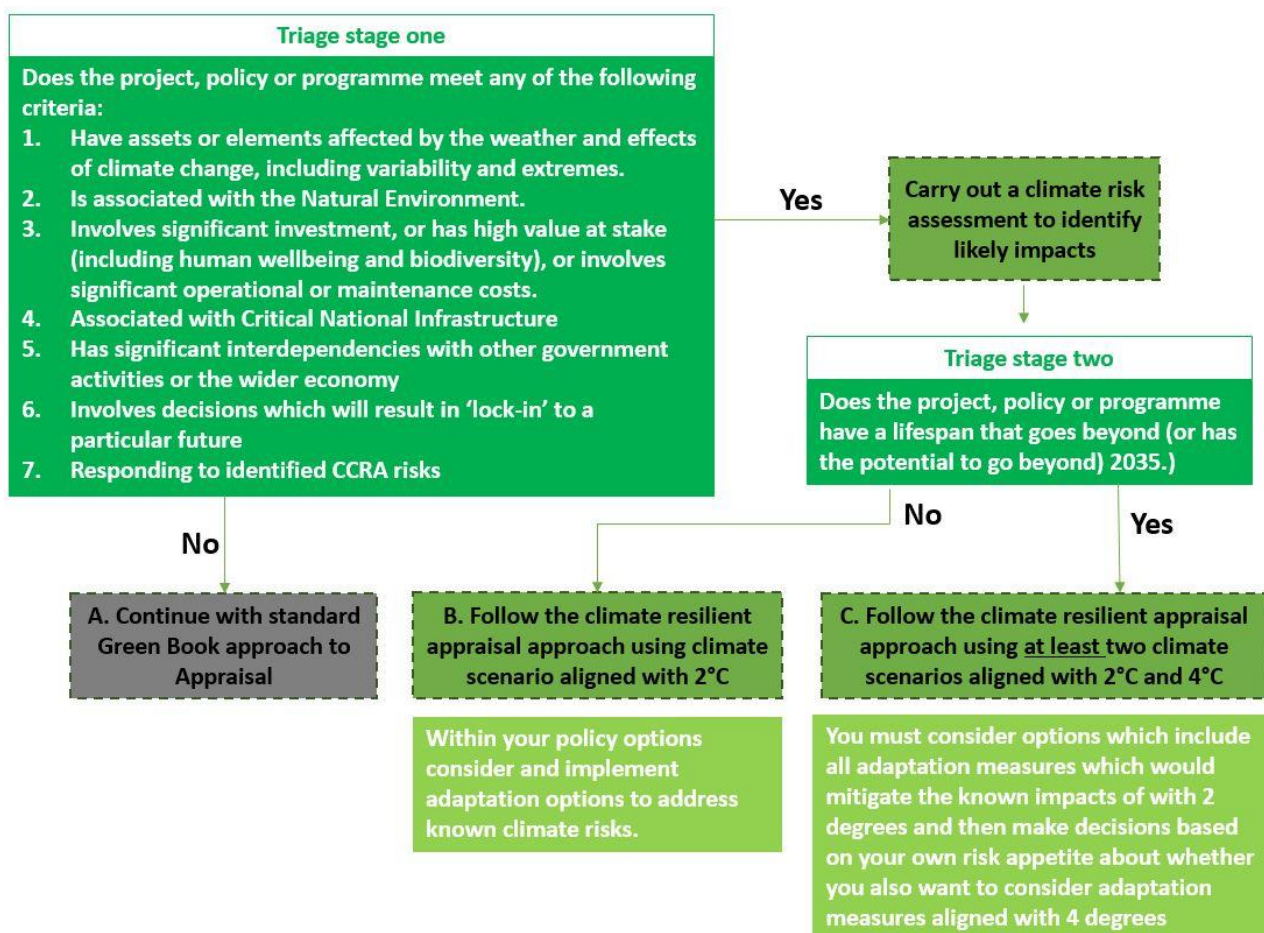 Triage stage one
Does the project, policy or programme meet any of the following
criteria:
1. Have assets or elements affected by the weather and effects
of climate change, including variability and extremes.
2. Is associated with the Natural Environment.
3. Involves significant investment, or has high value at stake
(including human wellbeing and biodiversity), or involves
significant operational or maintenance costs.
4. Associated with Critical National Infrastructure
5. Has significant interdependencies with other government
activities or the wider economy
6. Involves decisions which will result in ‘lock-in’ to a
particular future
7. Responding to identified CCRA risks
Yes
Carry out a climate risk
assessment to identify
likely impacts
Triage stage two
Does the project, policy or programme
have a lifespan that goes beyond (or has
the potential to go beyond) 2035.)
No
No
Yes
A. Continue with standard
Green Book approach to
Appraisal
B. Follow the climate resilient
appraisal approach using climate
scenario aligned with 2°C
C. Follow the climate resilient appraisal
approach using at least two climate
scenarios aligned with 2°C and 4°C
Within your policy options
consider and implement
adaptation options to address
known climate risks.
You must consider options which include
all adaptation measures which would
mitigate the known impacts of with 2
degrees and then make decisions based
on your own risk appetite about whether
you also want to consider adaptation
measures aligned with 4 degrees